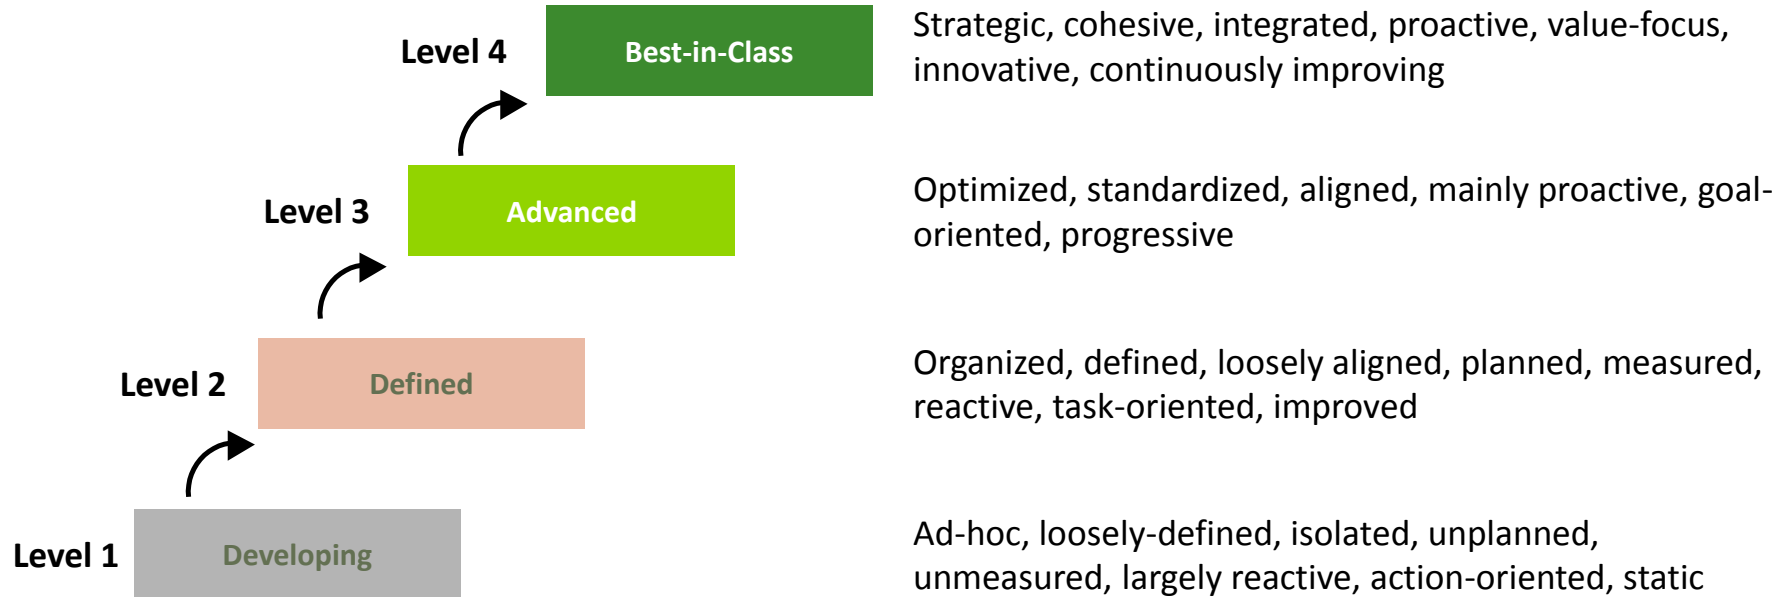 Level 4
Best-in-Class
Strategic, cohesive, integrated, proactive, value-focus,
innovative, continuously improving
Level 3
Advanced
Optimized, standardized, aligned, mainly proactive, goal-
oriented, progressive
Level 2
Defined
Organized, defined, loosely aligned, planned, measured,
reactive, task-oriented, improved
Level 1
Developing
Ad-hoc, loosely-defined, isolated, unplanned,
unmeasured, largely reactive, action-oriented, static